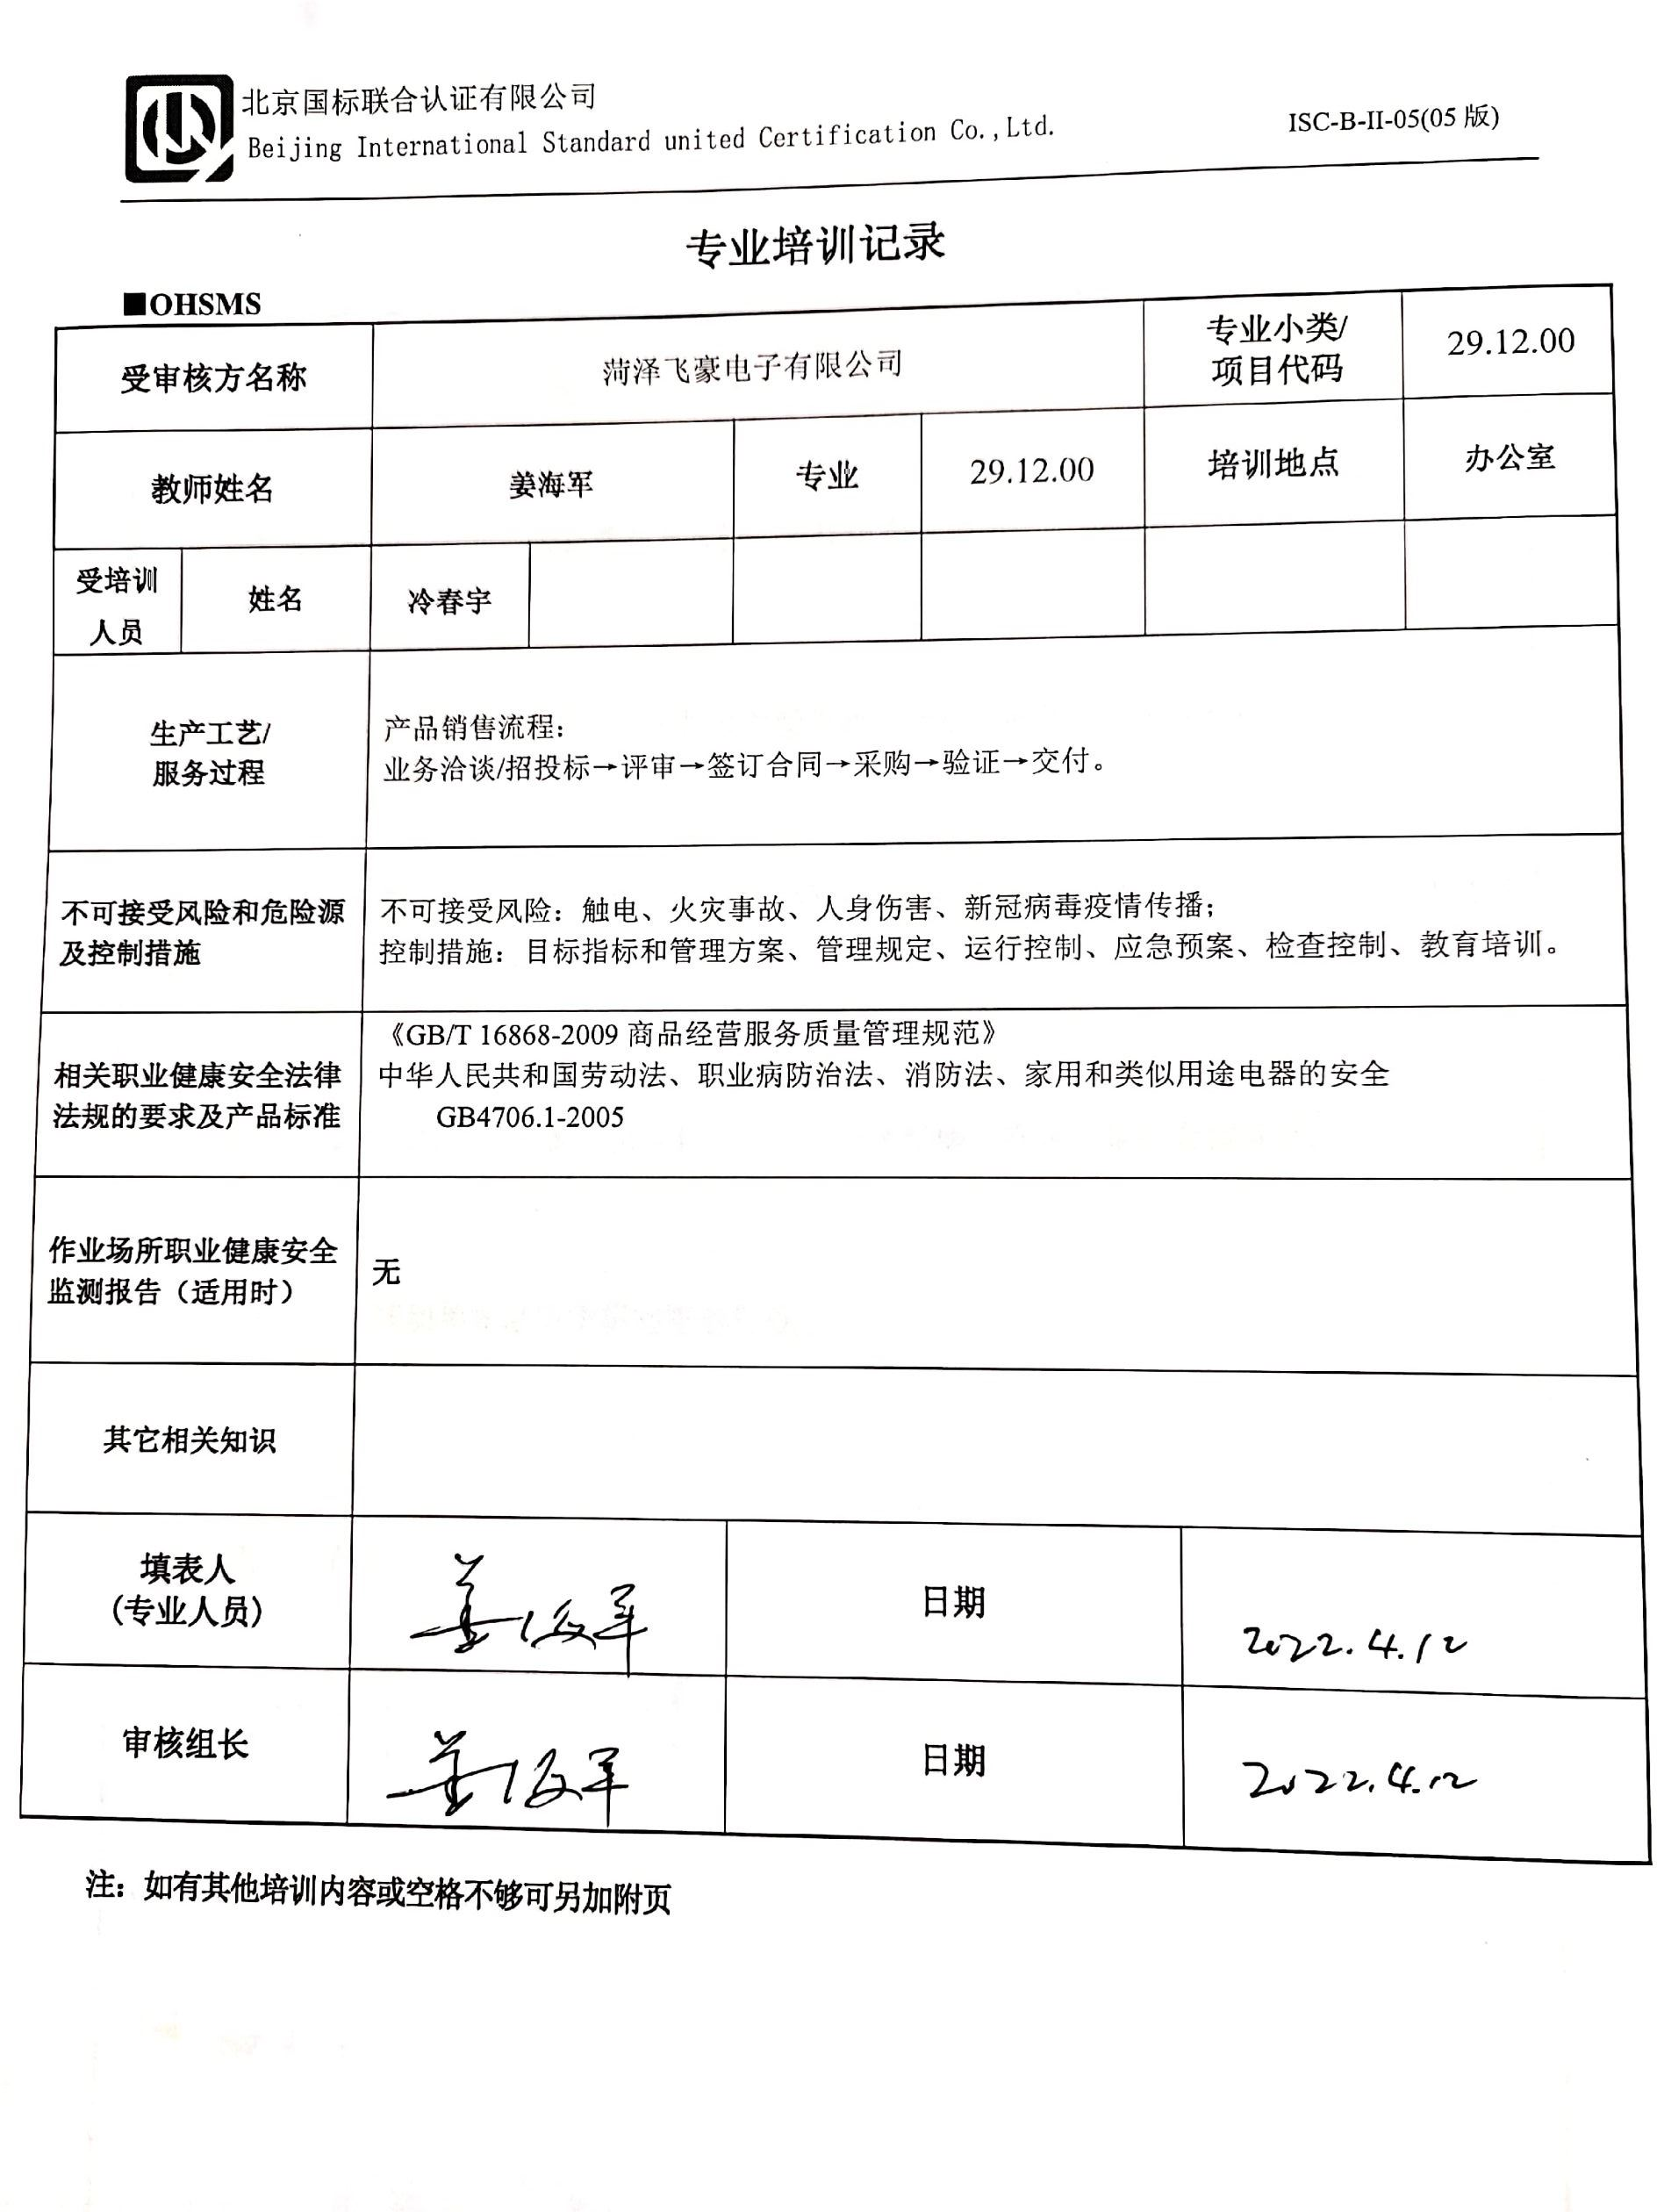 北京国标联合认证有限公司
Beijing International Standard united Certification Co.,Ltd.
ISC-B-II-05(05 版)
专业培训记录
■OHSMS
受审核方名称
菏泽飞豪电子有限公司
专业小类/
项目代码
29.12.00
教师姓名
姜海军
专业
29.12.00
培训地点
办公室
受培训
人员
姓名
冷春宇
生产工艺/
服务过程
产品销售流程：
业务洽谈/招投标→评审→签订合同→采购→验证→交付。
不可接受风险和危险源
及控制措施
不可接受风险：触电、火灾事故、人身伤害、新冠病毒疫情传播；
控制措施：目标指标和管理方案、管理规定、运行控制、应急预案、检查控制、教育培训。
相关职业健康安全法律
法规的要求及产品标准
《GB/T 16868-2009 商品经营服务质量管理规范》
中华人民共和国劳动法、职业病防治法、消防法、家用和类似用途电器的安全
GB4706.1-2005
作业场所职业健康安全
监测报告（适用时）
无
其它相关知识
填表人
(专业人员)
姜海军
日期
2022.4.12
审核组长
姜海军
日期
2022.4.12
注：如有其他培训内容或空格不够可另加附页